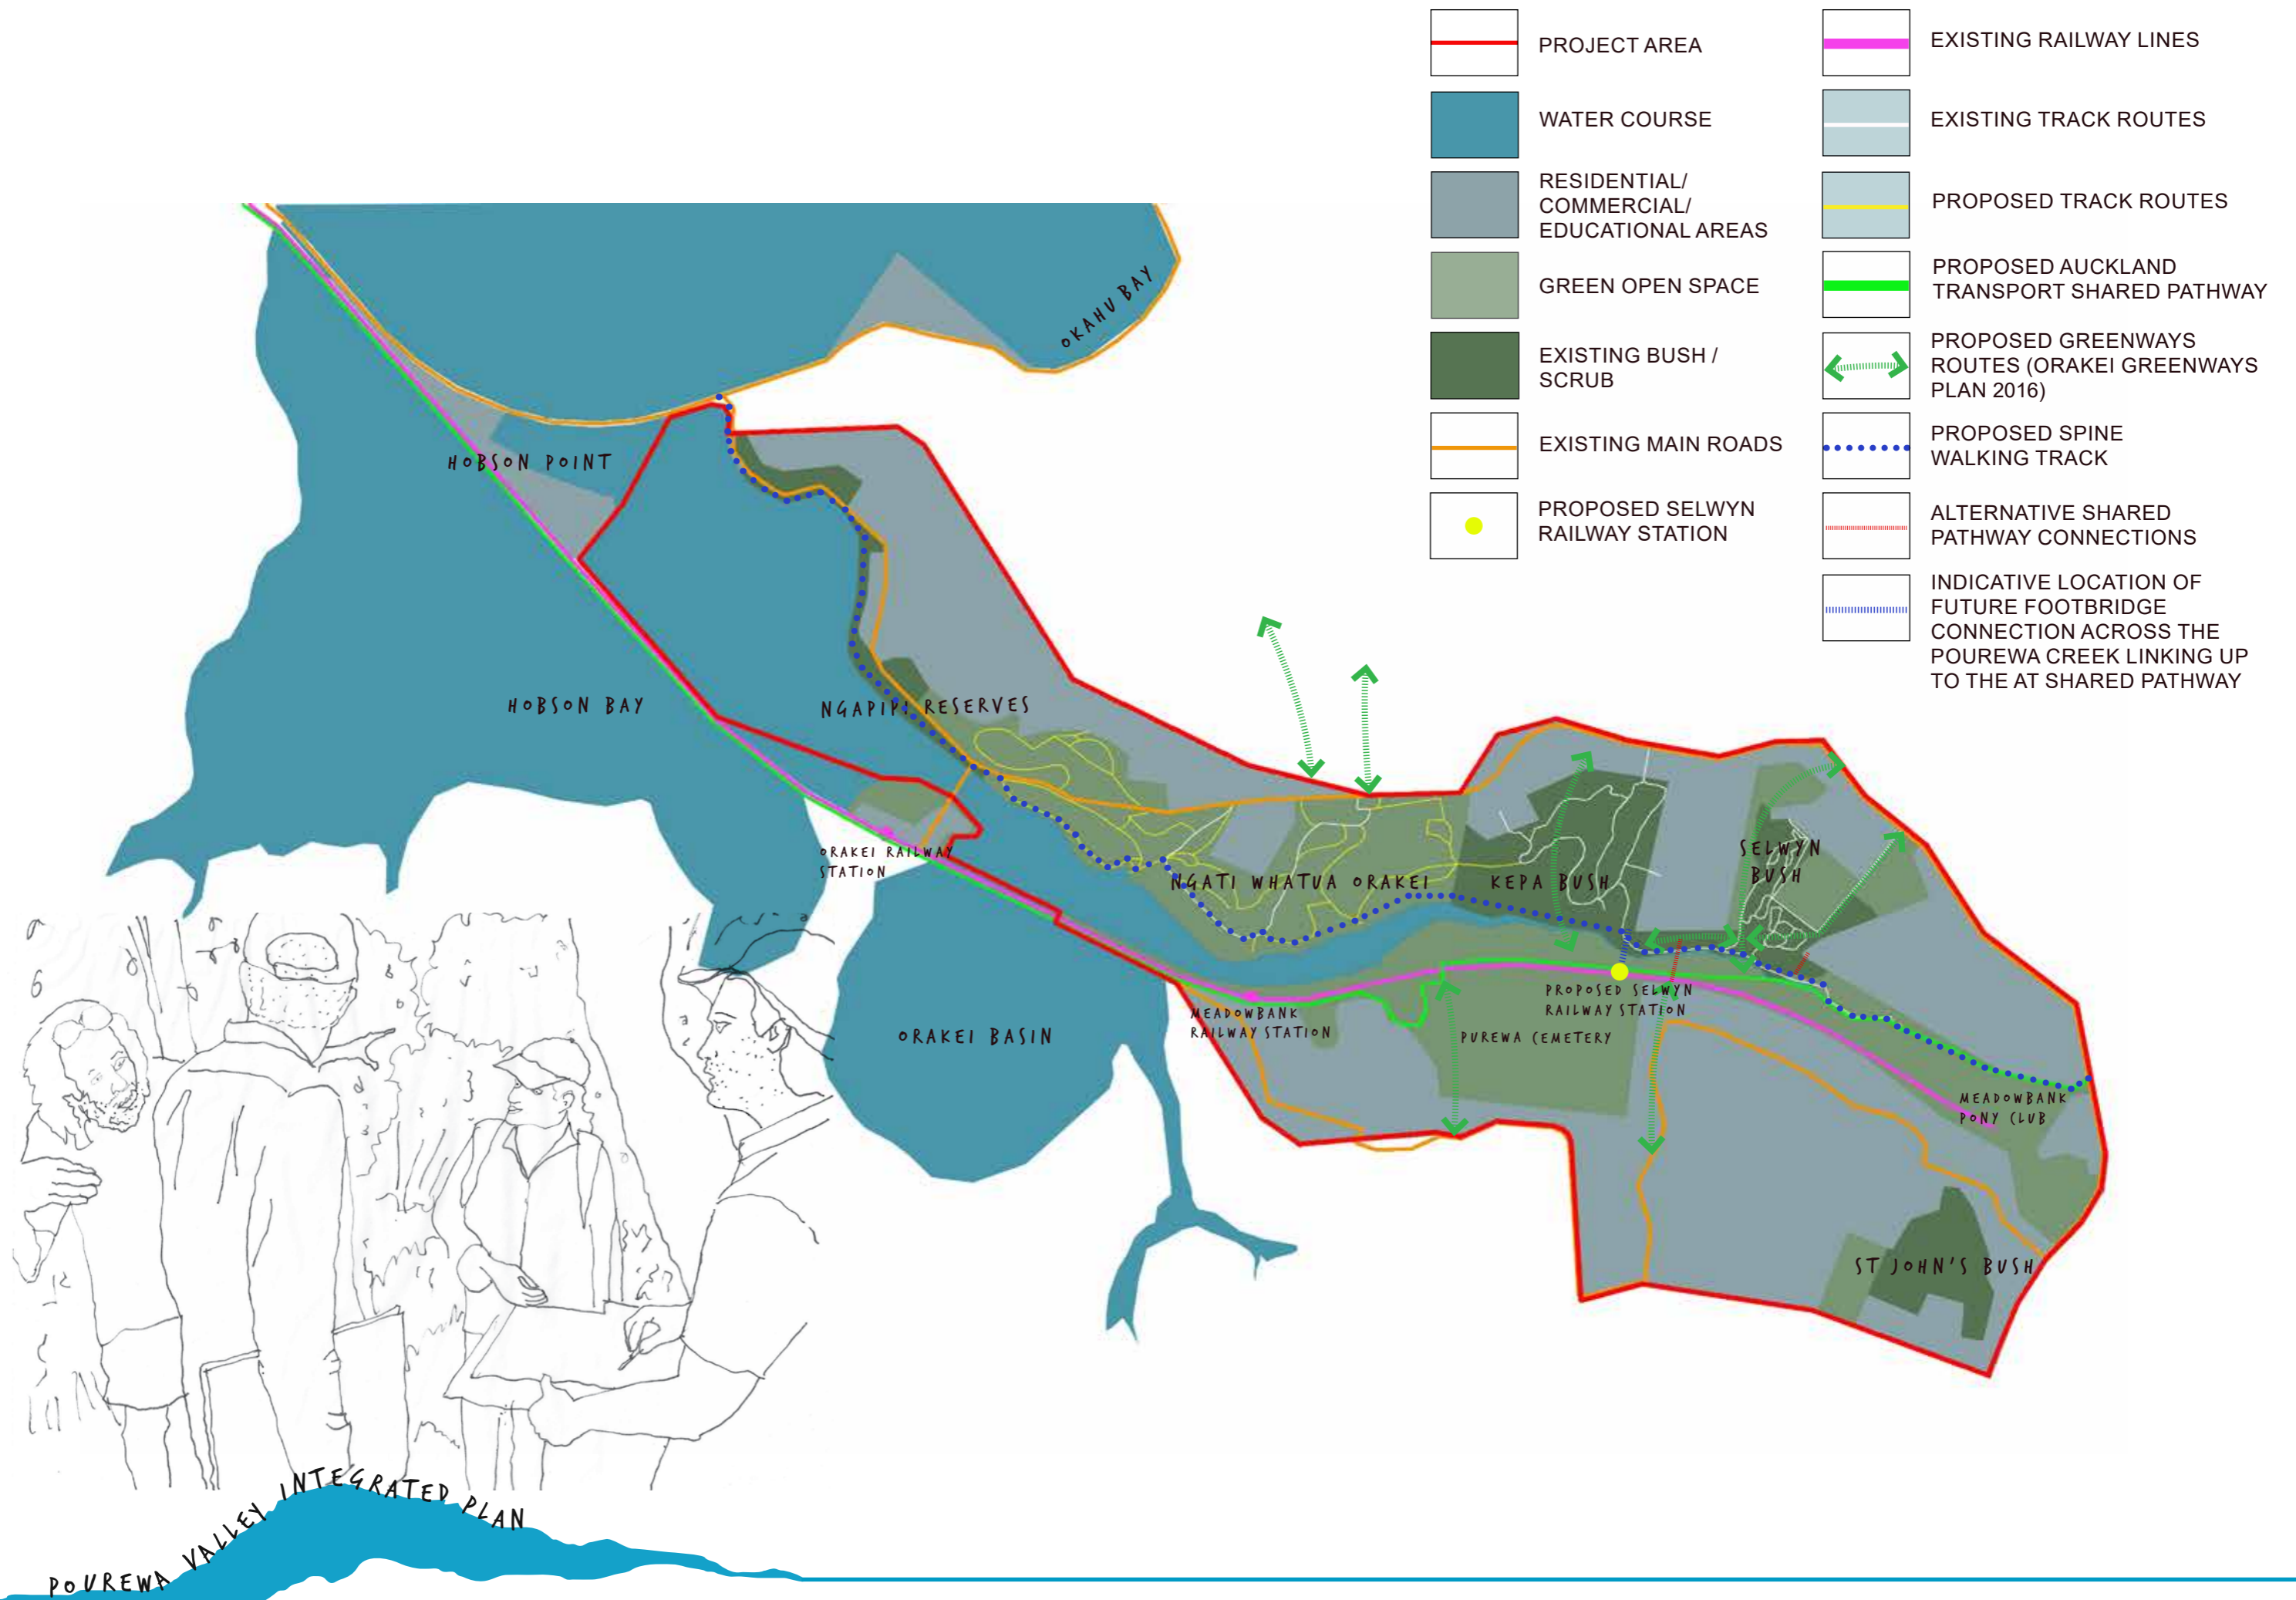 PROJECT AREA
WATER COURSE
RESIDENTIAL/
COMMERCIAL/
EDUCATIONAL AREAS
GREEN OPEN SPACE
EXISTING BUSH /
SCRUB
EXISTING MAIN ROADS
PROPOSED SELWYN
RAILWAY STATION
EXISTING RAILWAY LINES
EXISTING TRACK ROUTES
PROPOSED TRACK ROUTES
PROPOSED AUCKLAND
TRANSPORT SHARED PATHWAY
PROPOSED GREENWAYS
ROUTES (ORAKEI GREENWAYS
PLAN 2016)
PROPOSED SPINE
WALKING TRACK
ALTERNATIVE SHARED
PATHWAY CONNECTIONS
INDICATIVE LOCATION OF
FUTURE FOOTBRIDGE
CONNECTION ACROSS THE
POUREWA CREEK LINKING UP
TO THE AT SHARED PATHWAY
OKAHU BAY
HOBSON POINT
HOBSON BAY
NGAPIPI RESERVES
ORAKEI RAILWAY
STATION
NGATI WHATUA ORAKEI
KEPA BUSH
SELWYN
BUSH
PROPOSED SELWYN
RAILWAY STATION
MEADOWBANK
RAILWAY STATION
PUREWA CEMETERY
ORAKEI BASIN
MEADOWBANK
PONY CLUB
ST JOHN'S BUSH
POUREWA VALLEY INTEGRATED PLAN